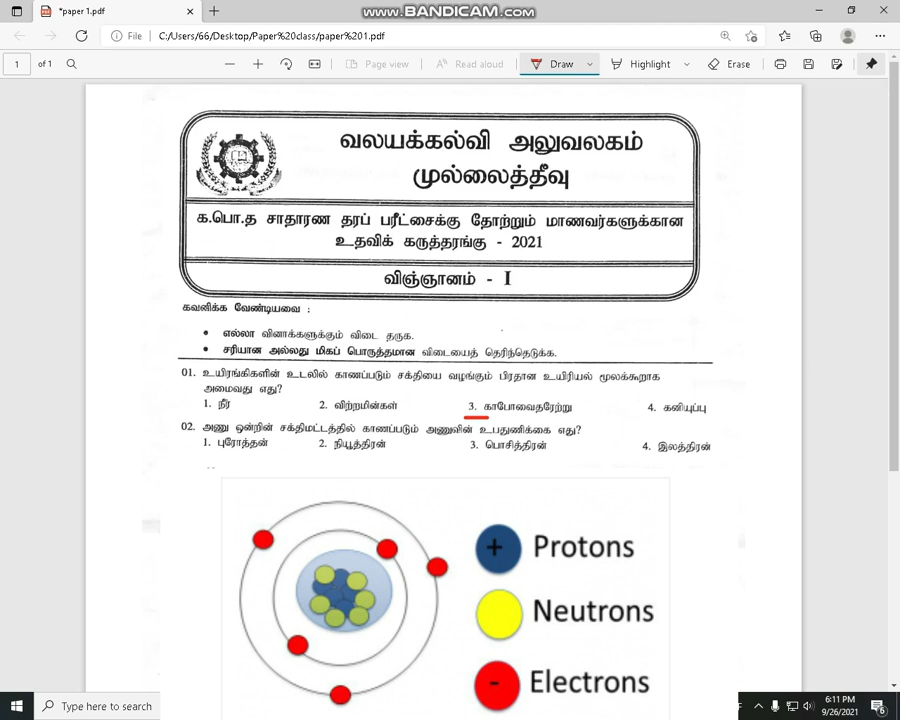 *paper 1.pdf
WWW.BANDICAM.COM
File C:/Users/66/Desktop/Paper%20class/paper%201.pdf
1 of 1 Page view Read aloud Draw Highlight Erase
வலயக்கல்வி அலுவலகம்
முல்லைத்தீவு
க.பொ.த சாதாரண தரப் பரீட்சைக்கு தோற்றும் மாணவர்களுக்கான
உதவிக் கருத்தரங்கு - 2021
விஞ்ஞானம் - I
கவனிக்க வேண்டியவை :
• எல்லா வினாக்களுக்கும் விடை தருக.
• சரியான அல்லது மிகப் பொருத்தமான விடையைத் தெரிந்தெடுக்க.
01. உயிரங்கிகளின் உடலில் காணப்படும் சக்தியை வழங்கும் பிரதான உயிரியல் மூலக்கூறாக
அமைவது எது?
1. நீர் 2. விற்றமின்கள் 3. காபோவைதரேற்று 4. கனியுப்பு
02. அணு ஒன்றின் சக்திமட்டத்தில் காணப்படும் அணுவின் உபதுணிக்கை எது?
1. புரோத்தன் 2. நியூத்திரன் 3. பொசித்திரன் 4. இலத்திரன்
+ Protons
Neutrons
- Electrons
Type here to search
6:11 PM
9/26/2021
6